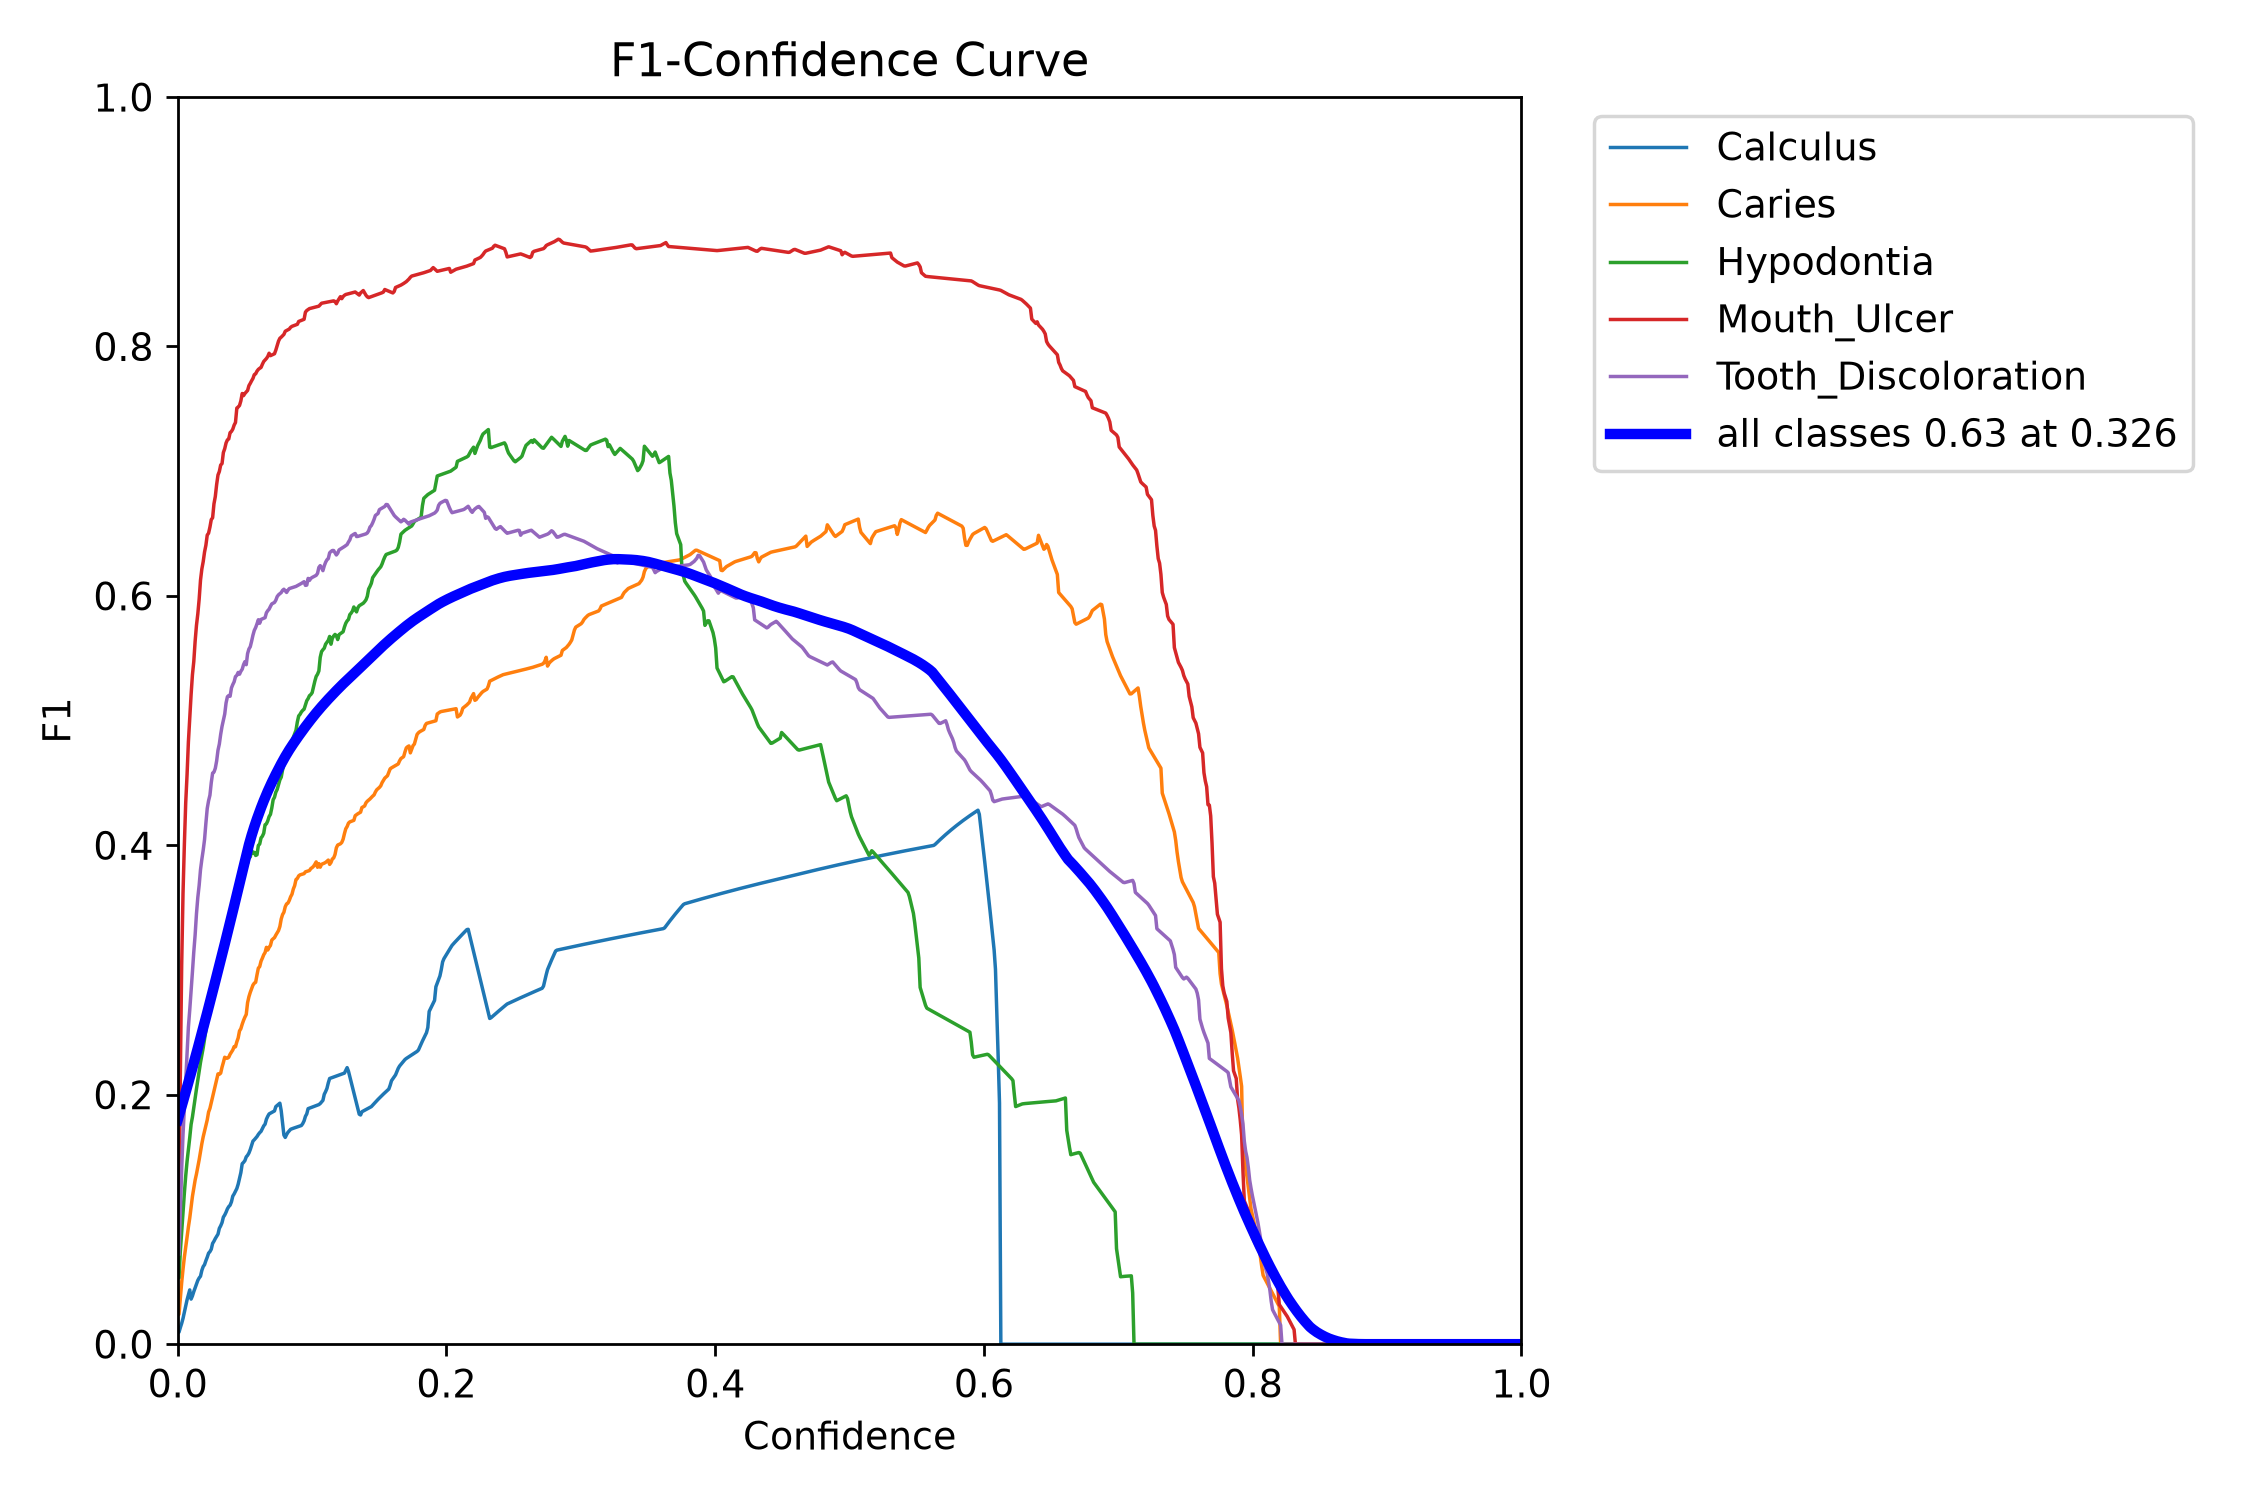 F1-Confidence Curve
1.0
0.8
0.6
0.4
0.2
0.0
F1
0.0 0.2 0.4 0.6 0.8 1.0
Confidence
Calculus
Caries
Hypodontia
Mouth_Ulcer
Tooth_Discoloration
all classes 0.63 at 0.326